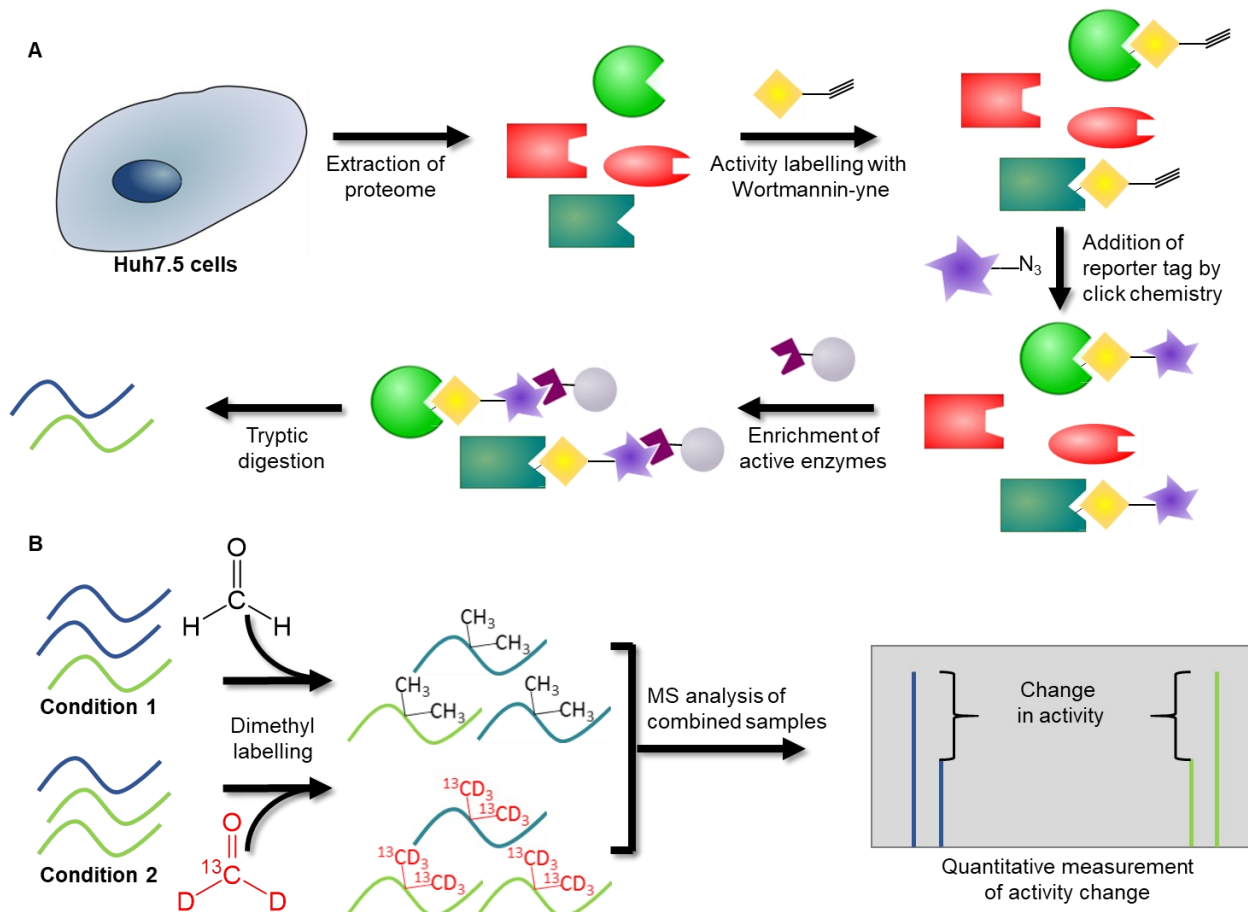 A
Extraction of
proteome
Activity labelling with
Wortmannin-yne
Huh7.5 cells
N3
Addition of
reporter tag by
click chemistry
Tryptic
digestion
Enrichment of
active enzymes
B
O
C
H H
Condition 1
Dimethyl
labelling
CH3
CH3
CH3
CH3
CH3
CH3
MS analysis of
combined samples
Change
in activity
13CD3
13CD3
13CD3
13CD3
13CD3
13CD3
O
13C
D D
Condition 2
Quantitative measurement
of activity change